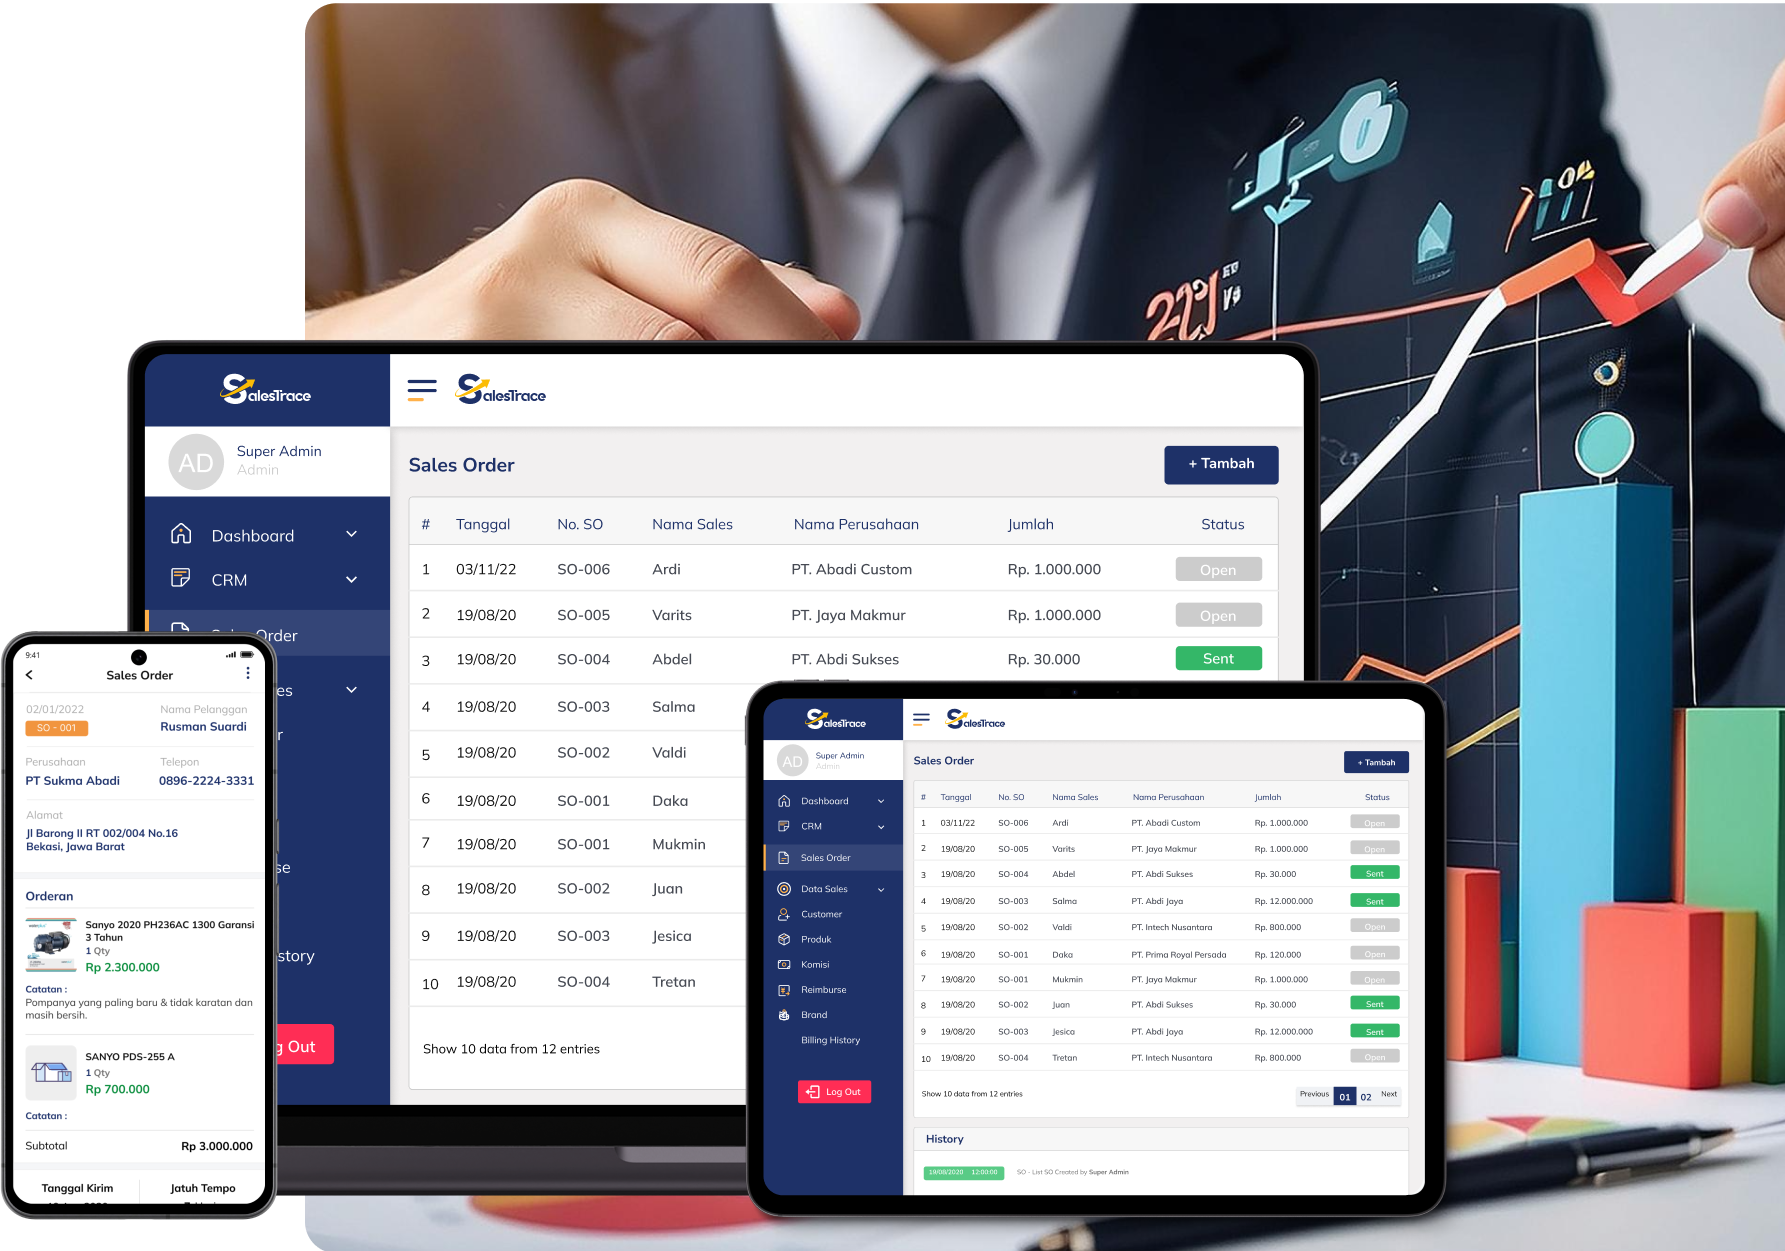 SalesTrace
SalesTrace
AD
Super Admin
Admin
Sales Order
+ Tambah
Dashboard
CRM
Order
# Tanggal No. SO Nama Sales Nama Perusahaan Jumlah Status
1 03/11/22 SO-006 Ardi PT. Abadi Custom Rp. 1.000.000 Open
2 19/08/20 SO-005 Varits PT. Jaya Makmur Rp. 1.000.000 Open
3 19/08/20 SO-004 Abdel PT. Abdi Sukses Rp. 30.000 Sent
4 19/08/20 SO-003 Salma
5 19/08/20 SO-002 Valdi
6 19/08/20 SO-001 Daka
7 19/08/20 SO-001 Mukmin
8 19/08/20 SO-002 Juan
9 19/08/20 SO-003 Jesica
10 19/08/20 SO-004 Tretan
Show 10 data from 12 entries
es
r
se
story
g Out
9:41
Sales Order
02/01/2022 Nama Pelanggan
SO - 001 Rusman Suardi
Perusahaan Telepon
PT Sukma Abadi 0896-2224-3331
Alamat
Jl Barong II RT 002/004 No.16
Bekasi, Jawa Barat
Orderan
Sanyo 2020 PH236AC 1300 Garansi
3 Tahun
1 Qty
Rp 2.300.000
Catatan :
Pompanya yang paling baru & tidak karatan dan
masih bersih.
SANYO PDS-255 A
1 Qty
Rp 700.000
Catatan :
Subtotal Rp 3.000.000
Tanggal Kirim Jatuh Tempo
SalesTrace
SalesTrace
AD
Super Admin
Admin
Sales Order
+ Tambah
Dashboard
CRM
Sales Order
Data Sales
Customer
Produk
Komisi
Reimburse
Brand
Billing History
Log Out
# Tanggal No. SO Nama Sales Nama Perusahaan Jumlah Status
1 03/11/22 SO-006 Ardi PT. Abadi Custom Rp. 1.000.000 Open
2 19/08/20 SO-005 Varits PT. Jaya Makmur Rp. 1.000.000 Open
3 19/08/20 SO-004 Abdel PT. Abdi Sukses Rp. 30.000 Sent
4 19/08/20 SO-003 Salma PT. Abdi Jaya Rp. 12.000.000 Sent
5 19/08/20 SO-002 Valdi PT. Intech Nusantara Rp. 800.000 Open
6 19/08/20 SO-001 Daka PT. Prima Royal Persada Rp. 120.000 Open
7 19/08/20 SO-001 Mukmin PT. Jaya Makmur Rp. 1.000.000 Open
8 19/08/20 SO-002 Juan PT. Abdi Sukses Rp. 30.000 Sent
9 19/08/20 SO-003 Jesica PT. Abdi Jaya Rp. 12.000.000 Sent
10 19/08/20 SO-004 Tretan PT. Intech Nusantara Rp. 800.000 Open
Show 10 data from 12 entries
Previous 01 02 Next
History
19/08/2020 12:00:00 SO - List SO Created by Super Admin